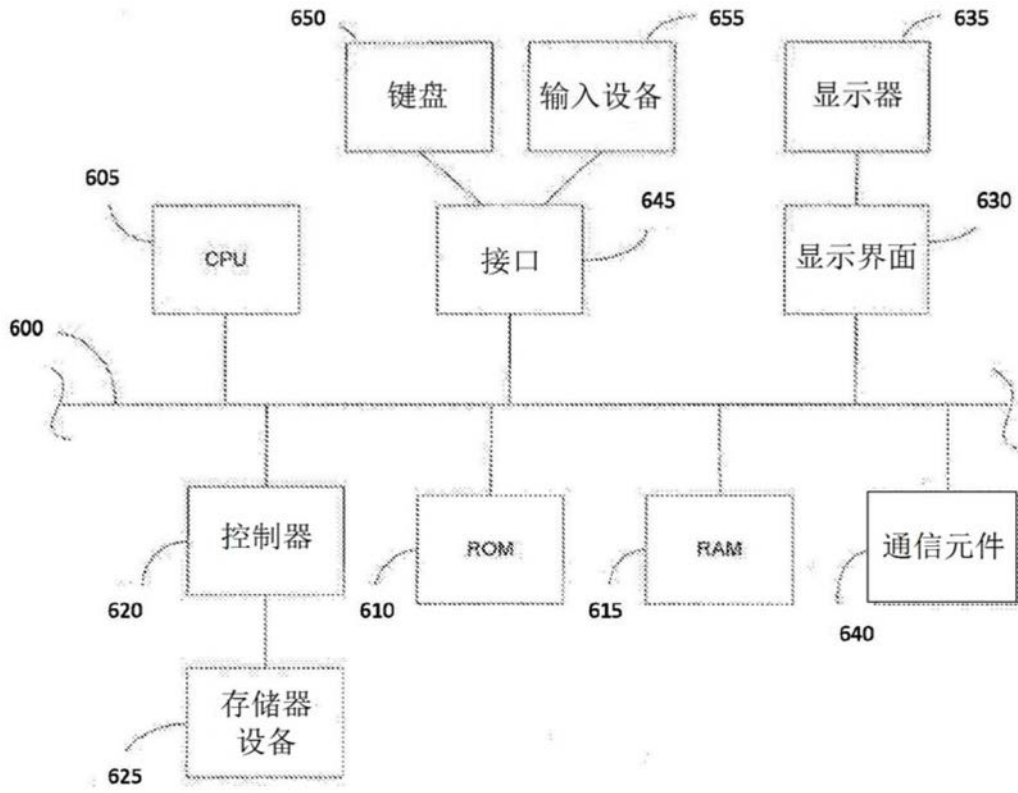 650
655
635
键盘
输入设备
显示器
605
645
630
CPU
接口
显示界面
600
控制器
ROM
RAM
通信元件
620
610
615
640
存储器
设备
625